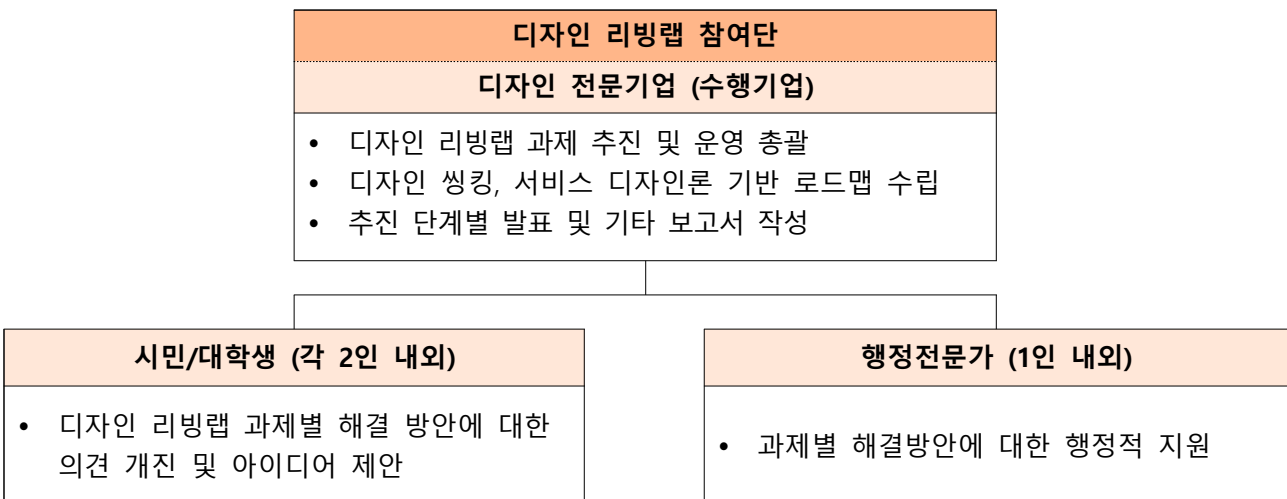 디자인 리빙랩 참여단
디자인 전문기업 (수행기업)
• 디자인 리빙랩 과제 추진 및 운영 총괄
• 디자인 씽킹, 서비스 디자인론 기반 로드맵 수립
• 추진 단계별 발표 및 기타 보고서 작성
시민/대학생 (각 2인 내외)
• 디자인 리빙랩 과제별 해결 방안에 대한
의견 개진 및 아이디어 제안
행정전문가 (1인 내외)
• 과제별 해결방안에 대한 행정적 지원